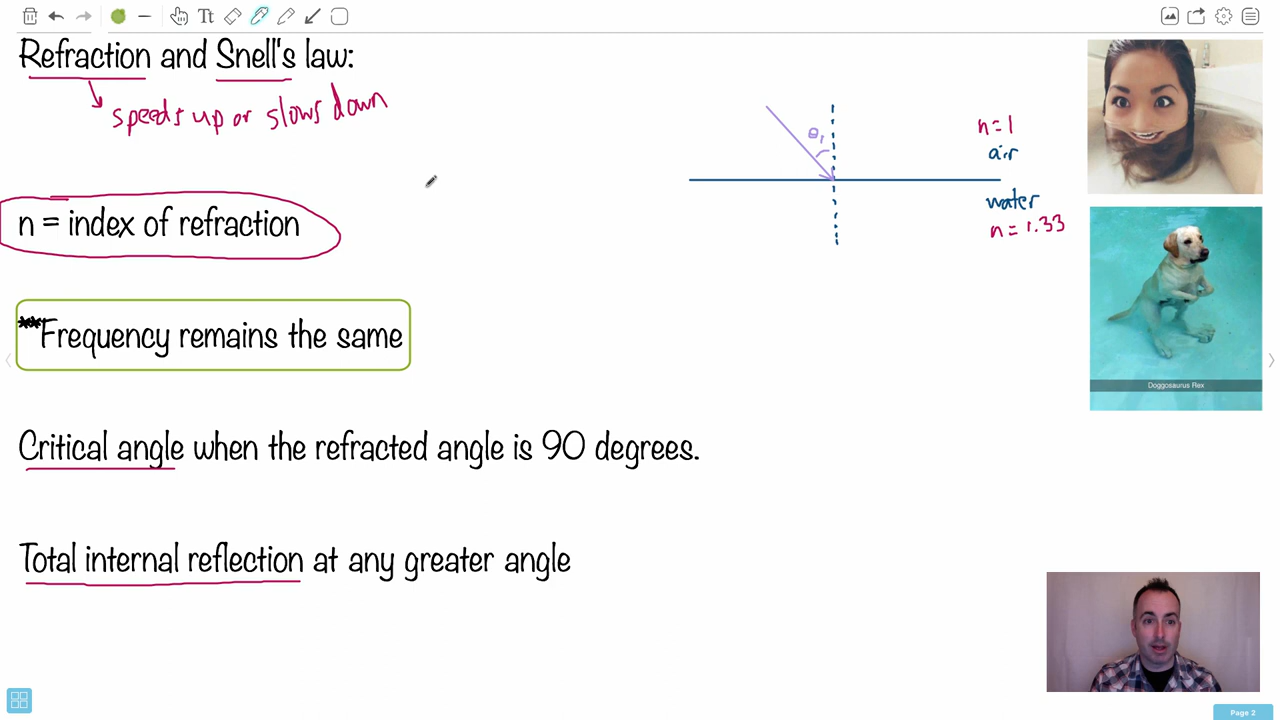 Tt
Refraction and Snell's law:
speeds up or slows down
θ₁
n=1
air
water
n=1.33
n = index of refraction
**Frequency remains the same
Doggosaurus Rex
Critical angle when the refracted angle is 90 degrees.
Total internal reflection at any greater angle
Page 2